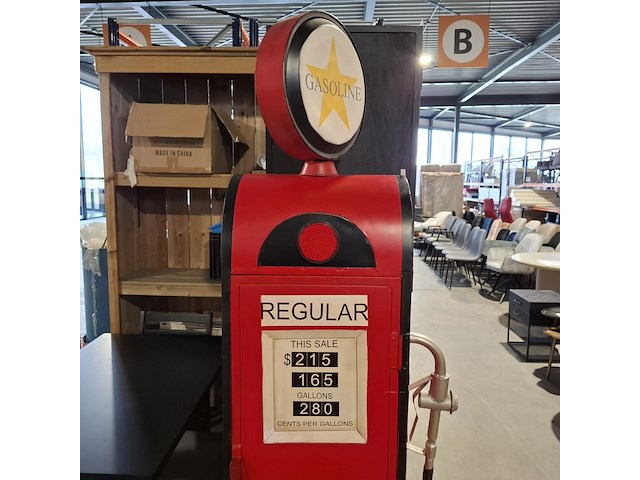 B
GASOLINE
MADE IN CHINA
REGULAR
THIS SALE
$ 215
165
GALLONS
280
CENTS PER GALLONS